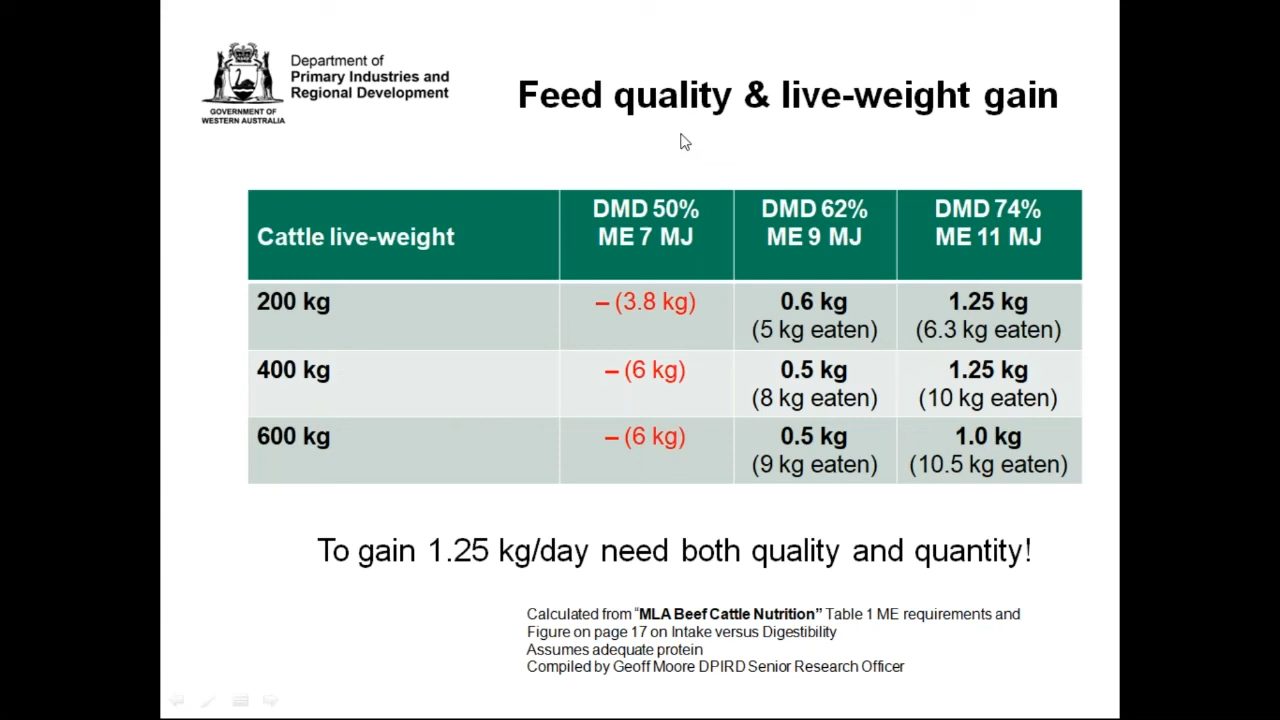 Department of
Primary Industries and
Regional Development
GOVERNMENT OF
WESTERN AUSTRALIA
Feed quality & live-weight gain
Cattle live-weight
DMD 50%
ME 7 MJ
DMD 62%
ME 9 MJ
DMD 74%
ME 11 MJ
200 kg
– (3.8 kg)
0.6 kg
(5 kg eaten)
1.25 kg
(6.3 kg eaten)
400 kg
– (6 kg)
0.5 kg
(8 kg eaten)
1.25 kg
(10 kg eaten)
600 kg
– (6 kg)
0.5 kg
(9 kg eaten)
1.0 kg
(10.5 kg eaten)
To gain 1.25 kg/day need both quality and quantity!
Calculated from “MLA Beef Cattle Nutrition” Table 1 ME requirements and
Figure on page 17 on Intake versus Digestibility
Assumes adequate protein
Compiled by Geoff Moore DPIRD Senior Research Officer